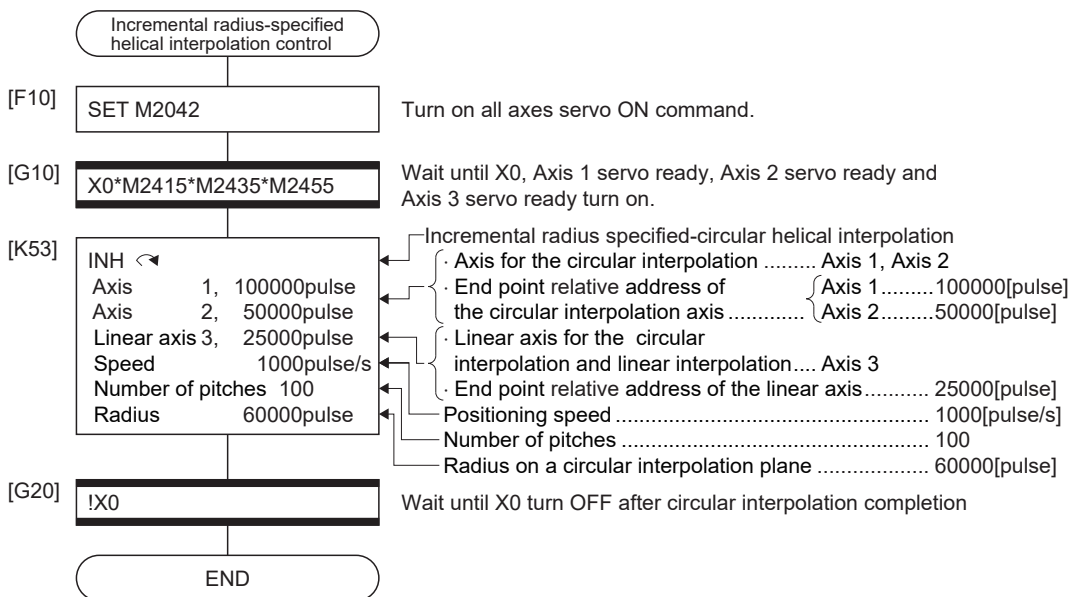 Incremental radius-specified
helical interpolation control
[F10]
SET M2042
Turn on all axes servo ON command.
[G10]
X0*M2415*M2435*M2455
Wait until X0, Axis 1 servo ready, Axis 2 servo ready and
Axis 3 servo ready turn on.
[K53]
INH
Axis 1, 100000pulse
Axis 2, 50000pulse
Linear axis 3, 25000pulse
Speed 1000pulse/s
Number of pitches 100
Radius 60000pulse
Incremental radius specified-circular helical interpolation
· Axis for the circular interpolation ......... Axis 1, Axis 2
· End point relative address of Axis 1.........100000[pulse]
the circular interpolation axis ............. Axis 2.........50000[pulse]
· Linear axis for the circular
interpolation and linear interpolation.... Axis 3
· End point relative address of the linear axis........... 25000[pulse]
Positioning speed ............................................. 1000[pulse/s]
Number of pitches ............................................ 100
Radius on a circular interpolation plane ................... 60000[pulse]
[G20]
!X0
Wait until X0 turn OFF after circular interpolation completion
END